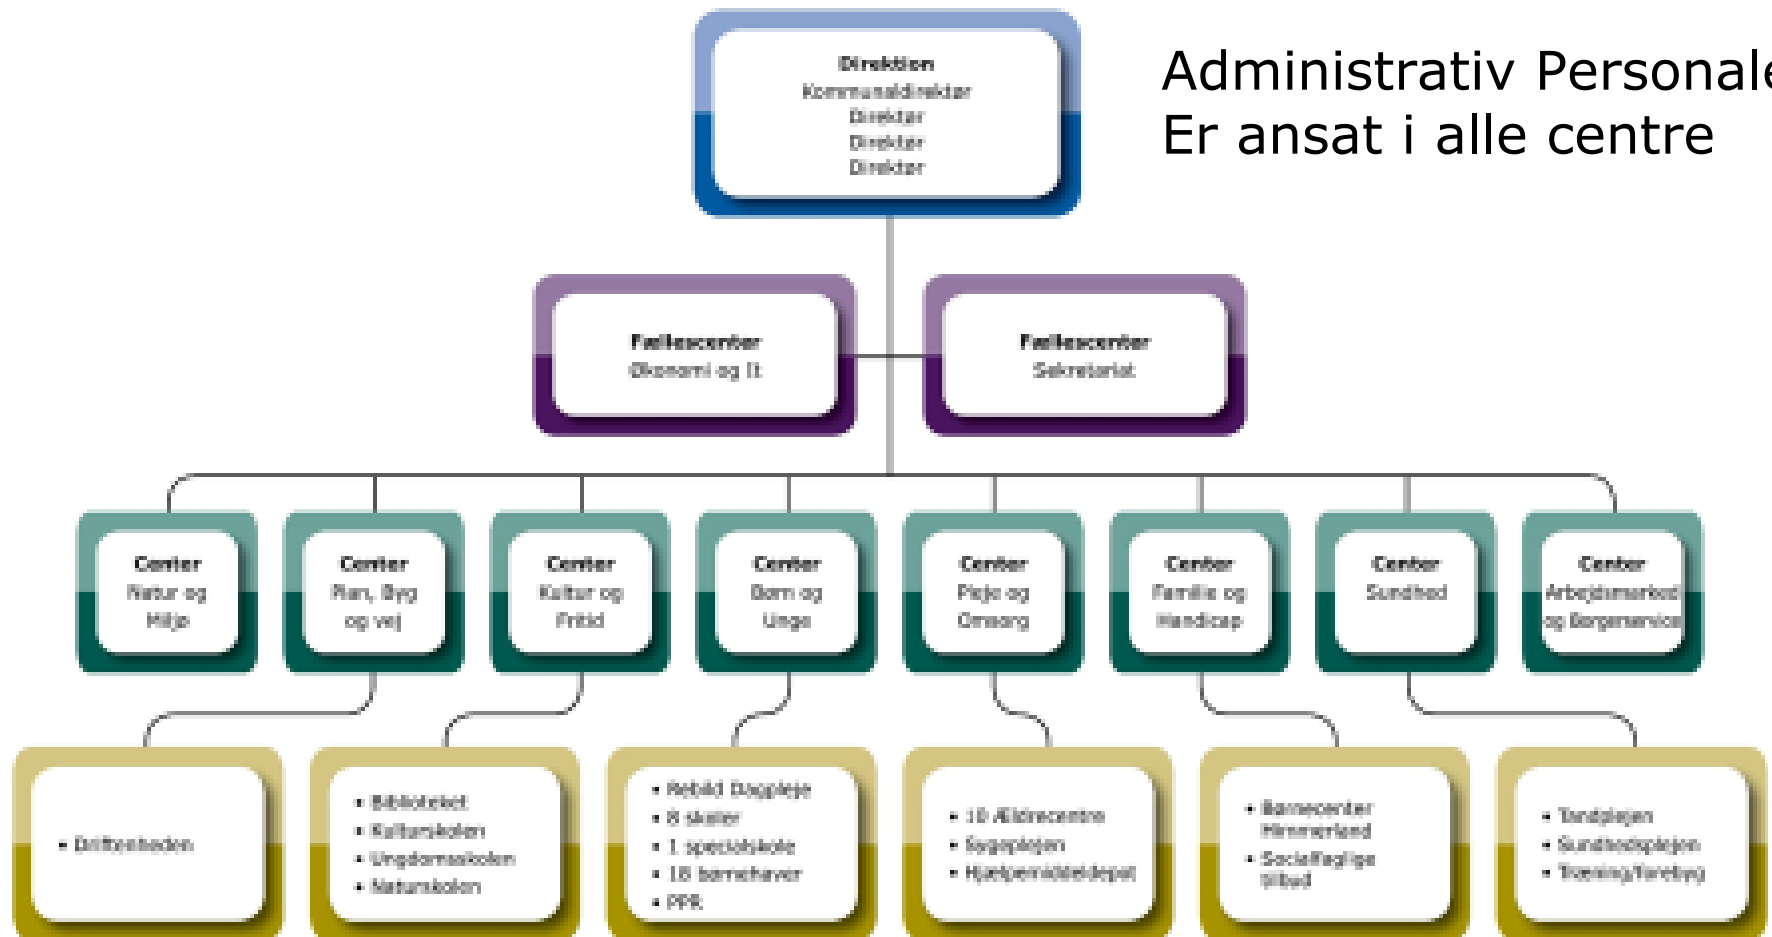 Direktion
Kommunaldirektør
Direktør
Direktør
Direktør
Administrativ Personale
Er ansat i alle centre
Fællescenter
Økonomi og It
Fællescenter
Sekretariat
Center
Natur og
Miljø
Center
Plan, Byg
og vej
Center
Kultur og
Fritid
Center
Børn og
Unge
Center
Pleje og
Omsorg
Center
Familie og
Handicap
Center
Sundhed
Center
Arbejdsmarked
og Borgerservice
• Driftenheden
• Biblioteket
• Kulturskolen
• Ungdomsskolen
• Naturskolen
• Rebild Dagpleje
• 8 skoler
• 1 specialskole
• 18 børnehaver
• PPR
• 10 Ældrecentre
• Sygeplejen
• Hjælpemiddeldepot
• Børnecenter
Himmerland
• Socialfaglige
tilbud
• Tandplejen
• Sundhedsplejen
• Træning/forebyg